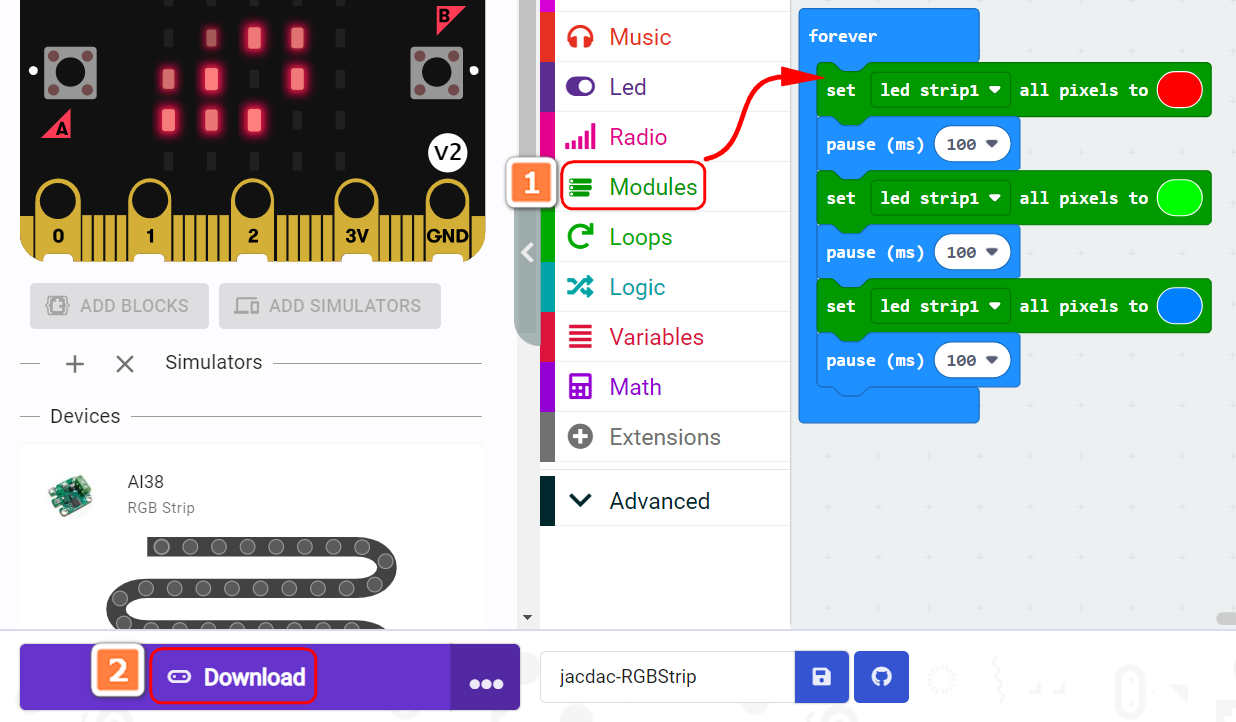 B
A
v2
0 1 2 3V GND
ADD BLOCKS
ADD SIMULATORS
Simulators
Devices
AI38
RGB Strip
Music
Led
Radio
1
Modules
Loops
Logic
Variables
Math
Extensions
Advanced
forever
set led strip1 all pixels to
pause (ms) 100
set led strip1 all pixels to
pause (ms) 100
set led strip1 all pixels to
pause (ms) 100
2
Download
jacdac-RGBStrip